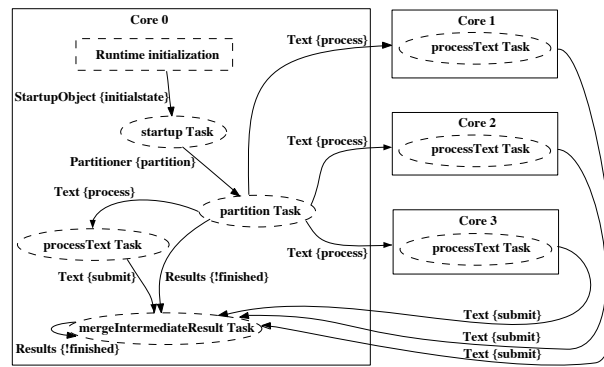 Core 0
Runtime initialization
StartupObject {initialstate}
startup Task
Partitioner {partition}
Text {process}
partition Task
processText Task
Text {submit}
Results {!finished}
mergeIntermediateResult Task
Results {!finished}
Text {process}
Core 1
processText Task
Text {process}
Core 2
processText Task
Text {process}
Core 3
processText Task
Text {submit}
Text {submit}
Text {submit}